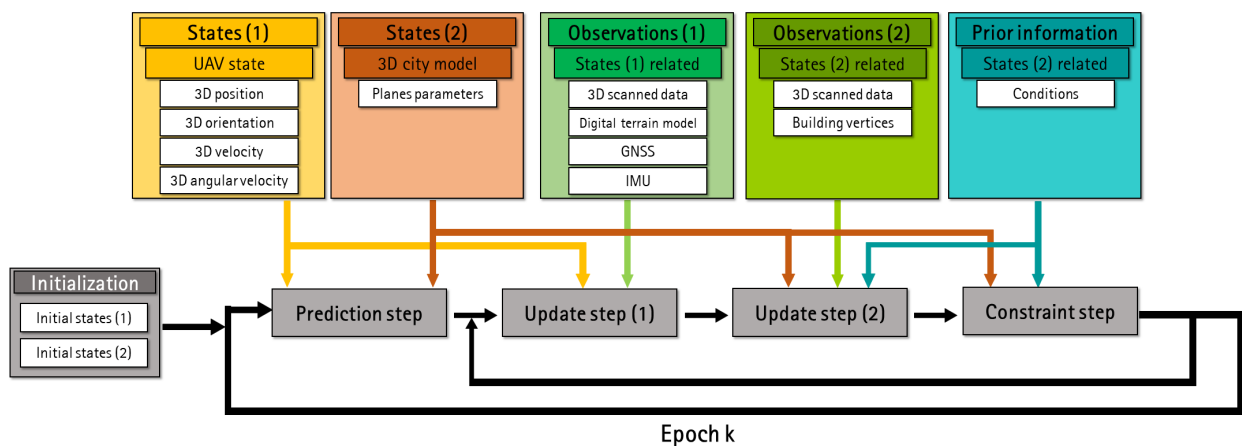 States (1)
UAV state
3D position
3D orientation
3D velocity
3D angular velocity
States (2)
3D city model
Planes parameters
Observations (1)
States (1) related
3D scanned data
Digital terrain model
GNSS
IMU
Observations (2)
States (2) related
3D scanned data
Building vertices
Prior information
States (2) related
Conditions
Initialization
Initial states (1)
Initial states (2)
Prediction step
Update step (1)
Update step (2)
Constraint step
Epoch k